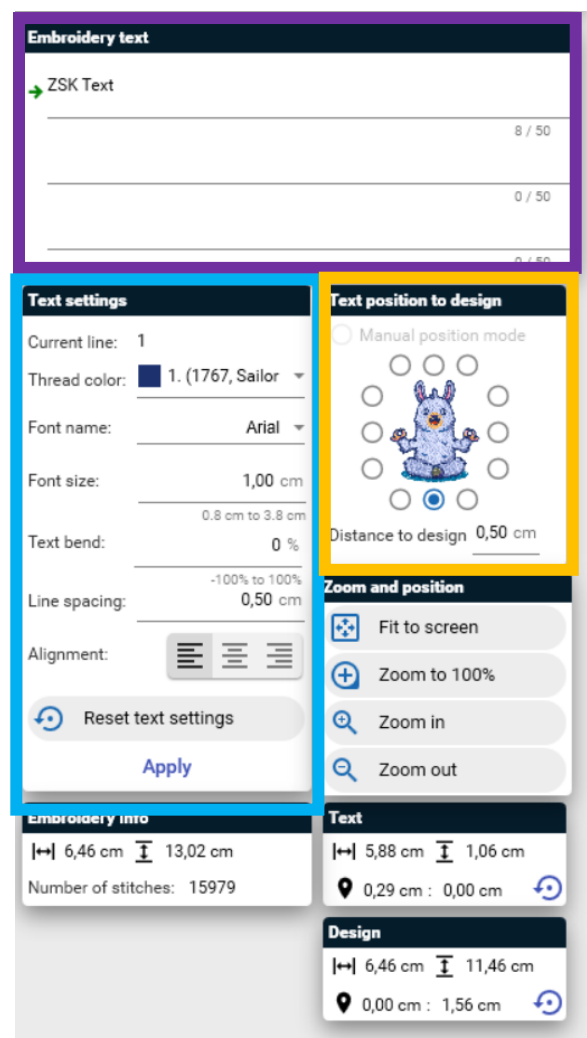 Embroidery text
ZSK Text
8 / 50
0 / 50
0 / 50
Text settings
Current line: 1
Thread color: 1. (1767, Sailor
Font name: Arial
Font size: 1,00 cm
0.8 cm to 3.8 cm
Text bend: 0 %
-100% to 100%
Line spacing: 0,50 cm
Alignment:
Reset text settings
Apply
Text position to design
Manual position mode
Distance to design 0,50 cm
Zoom and position
Fit to screen
Zoom to 100%
Zoom in
Zoom out
Embroidery info
6,46 cm 13,02 cm
Number of stitches: 15979
Text
5,88 cm 1,06 cm
0,29 cm : 0,00 cm
Design
6,46 cm 11,46 cm
0,00 cm : 1,56 cm